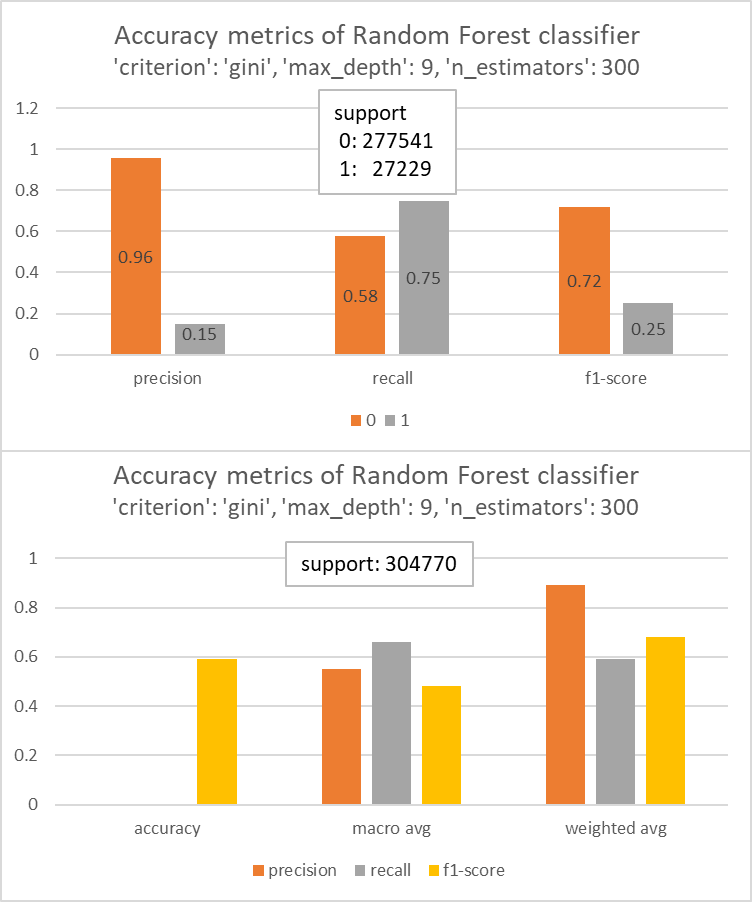 Accuracy metrics of Random Forest classifier
'criterion': 'gini', 'max_depth': 9, 'n_estimators': 300
support
0: 277541
1: 27229
1.2
1
0.8
0.6
0.4
0.2
0
0.96
0.15
0.58
0.75
0.72
0.25
precision recall f1-score
0 1
Accuracy metrics of Random Forest classifier
'criterion': 'gini', 'max_depth': 9, 'n_estimators': 300
support: 304770
1
0.8
0.6
0.4
0.2
0
accuracy macro avg weighted avg
precision recall f1-score